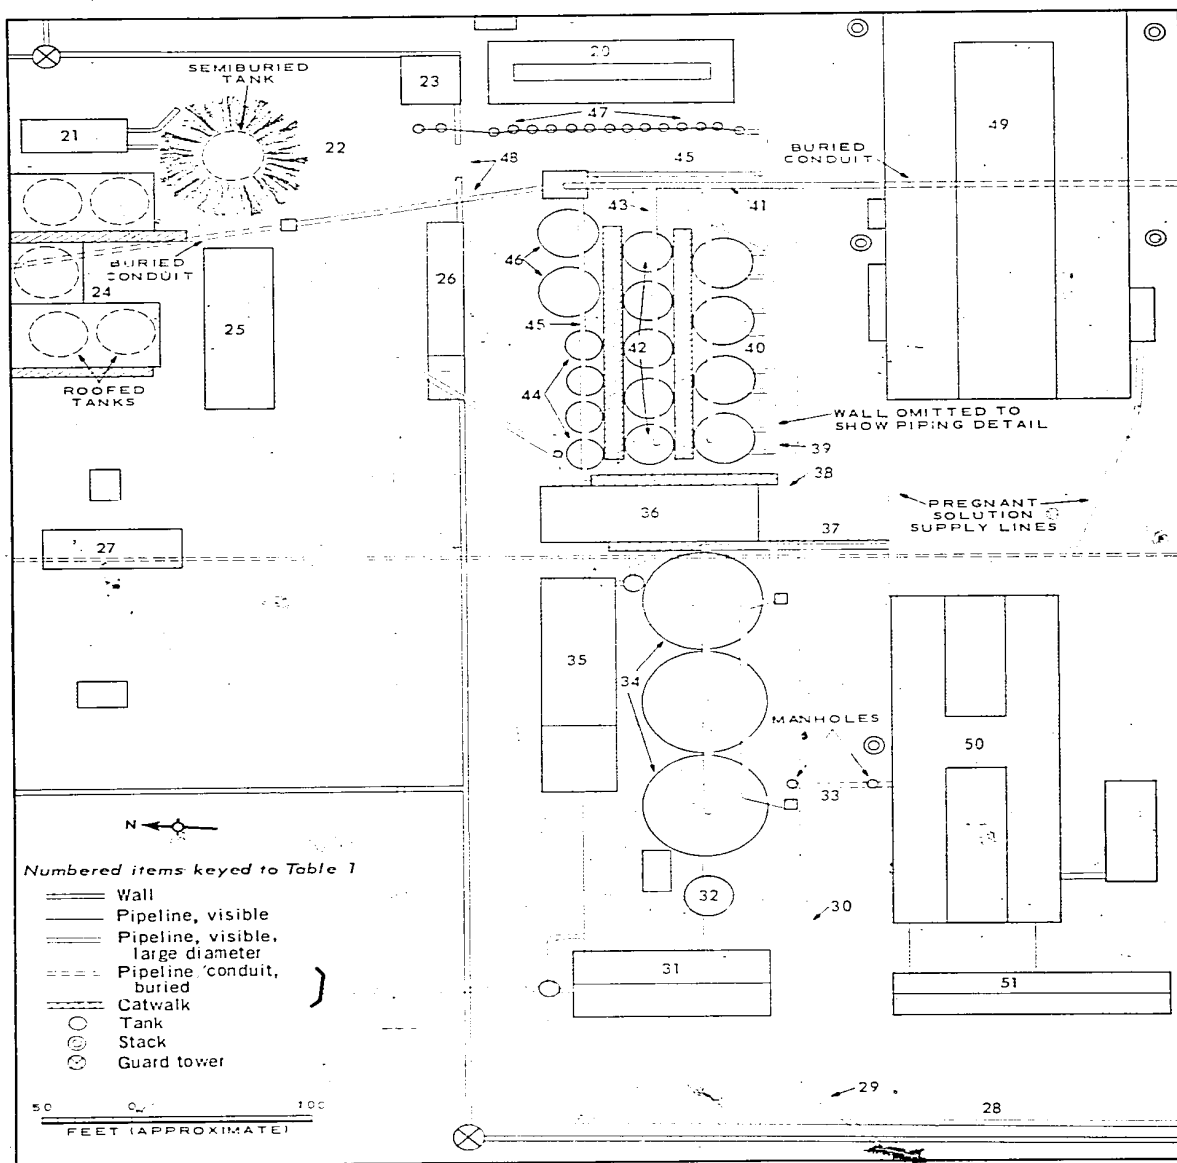 SEMIBURIED
TANK
20
23
47
49
21
22
48
45
BURIED
CONDUIT
43
41
BURIED
CONDUIT
46
26
24
25
45
42
40
44
ROOFED
TANKS
WALL OMITTED TO
SHOW PIPING DETAIL
39
38
36
PREGNANT
SOLUTION
SUPPLY LINES
37
27
35
34
MANHOLES
50
33
N
Numbered items keyed to Table 1
Wall
Pipeline, visible
Pipeline, visible,
large diameter
Pipeline, conduit,
buried
Catwalk
Tank
Stack
Guard tower
32
30
31
51
50 0 100
FEET (APPROXIMATE)
29
28